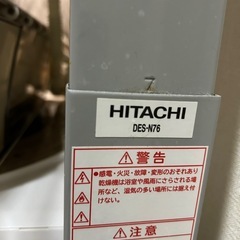 HITACHI
DES-N76
⚠警告
●感電・火災・故障・変形のおそれあり
乾燥機は浴室や風雨にさらされる場
所など、湿気の多い場所には据え付
けない。
⚠注意